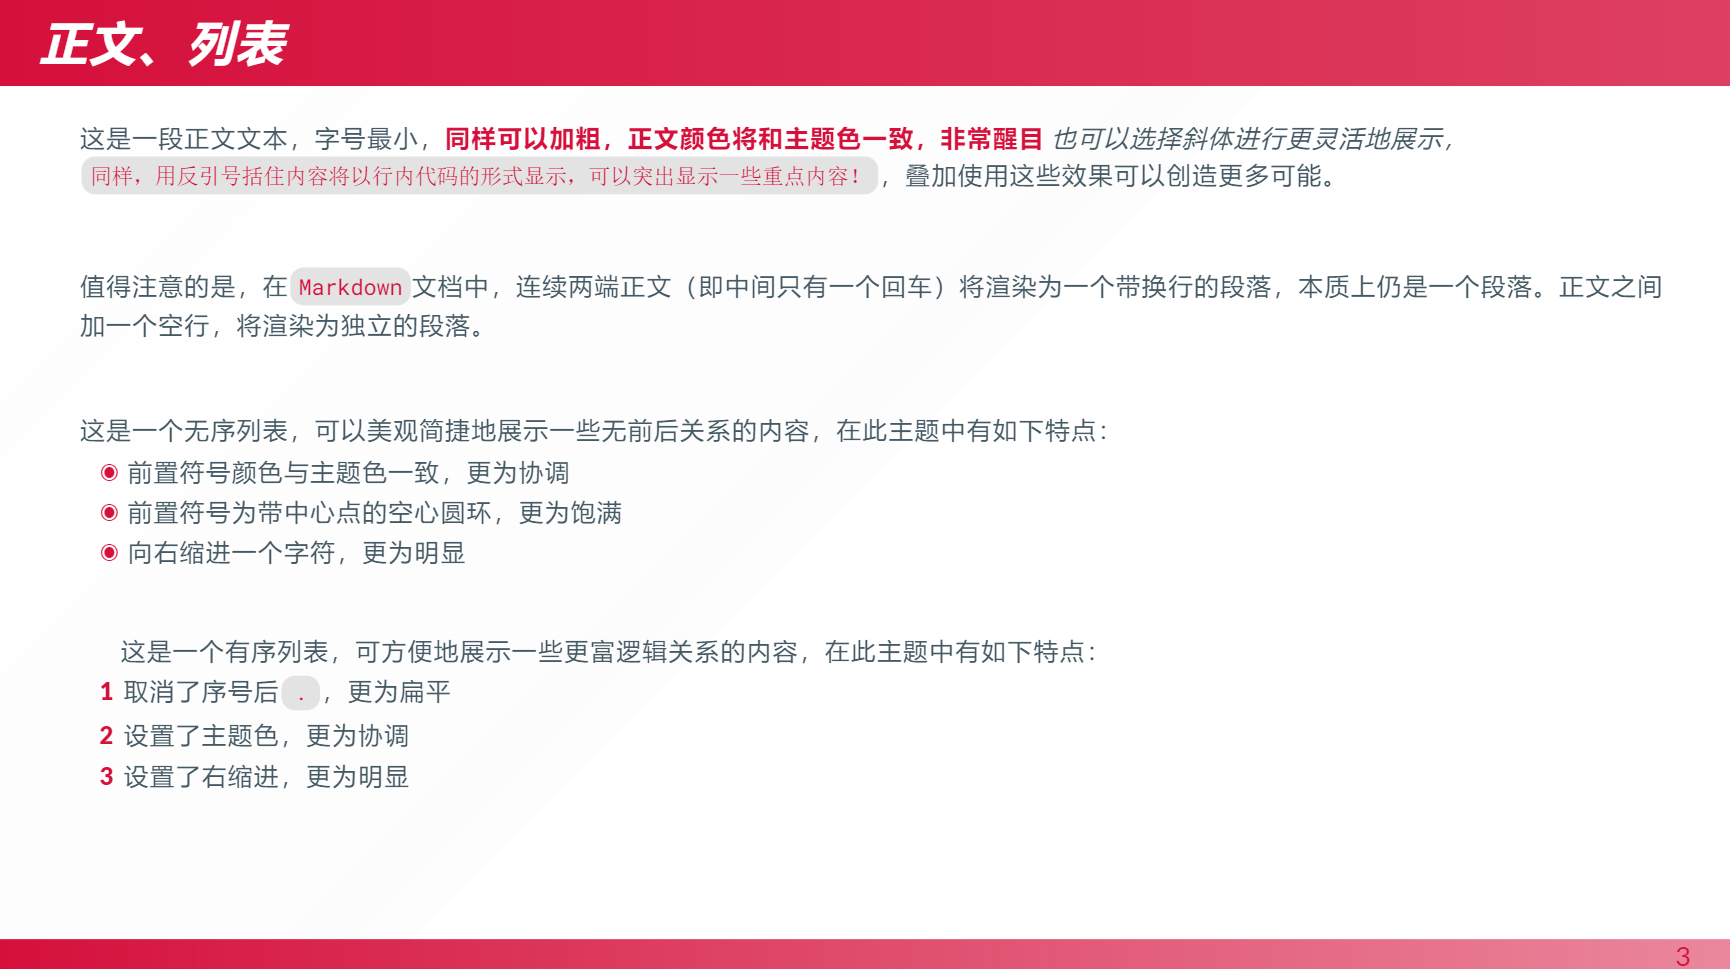 正文、列表
这是一段正文文本，字号最小，同样可以加粗，正文颜色将和主题色一致，非常醒目 也可以选择斜体进行更灵活地展示，
同样，用反引号括住内容将以行内代码的形式显示，可以突出显示一些重点内容！，叠加使用这些效果可以创造更多可能。
值得注意的是，在 Markdown 文档中，连续两端正文（即中间只有一个回车）将渲染为一个带换行的段落，本质上仍是一个段落。正文之间
加一个空行，将渲染为独立的段落。
这是一个无序列表，可以美观简捷地展示一些无前后关系的内容，在此主题中有如下特点：
◉ 前置符号颜色与主题色一致，更为协调
◉ 前置符号为带中心点的空心圆环，更为饱满
◉ 向右缩进一个字符，更为明显
这是一个有序列表，可方便地展示一些更富逻辑关系的内容，在此主题中有如下特点：
1 取消了序号后 . ，更为扁平
2 设置了主题色，更为协调
3 设置了右缩进，更为明显
3